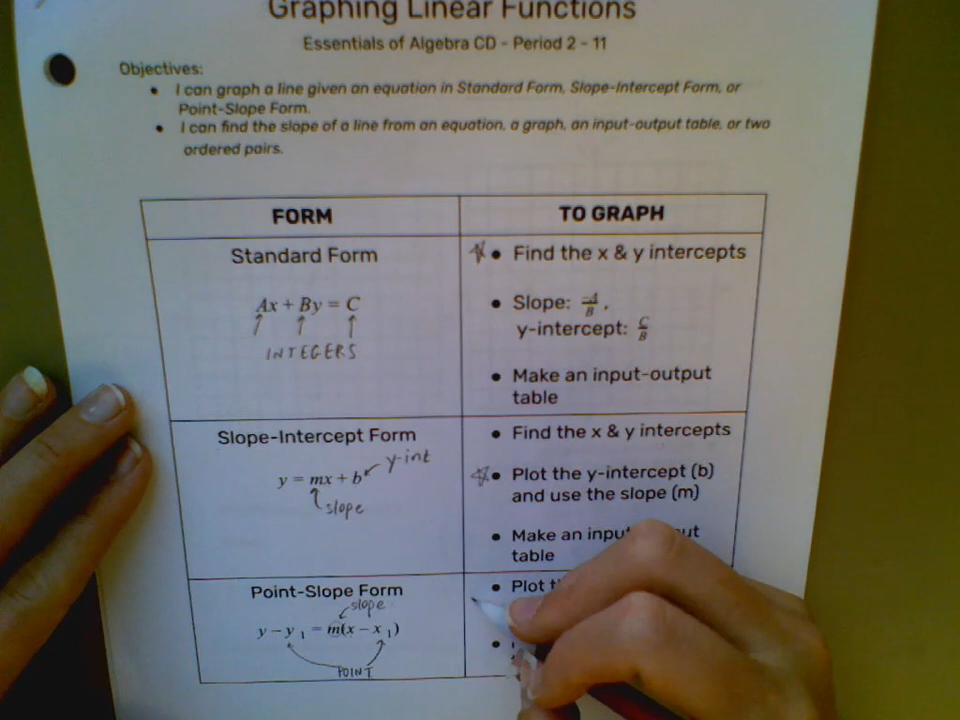 Graphing Linear Functions
Essentials of Algebra CD - Period 2 - 11
Objectives:
• I can graph a line given an equation in Standard Form, Slope-Intercept Form, or
Point-Slope Form.
• I can find the slope of a line from an equation, a graph, an input-output table, or two
ordered pairs.
FORM
TO GRAPH
Standard Form
Ax + By = C
INTEGERS
• Find the x & y intercepts
• Slope: -A/B ,
y-intercept: C/B
• Make an input-output
table
Slope-Intercept Form
y-int
y = mx + b
slope
• Find the x & y intercepts
• Plot the y-intercept (b)
and use the slope (m)
• Make an
table
Point-Slope Form
slope
y - y₁ = m(x - x₁)
POINT
• Plot